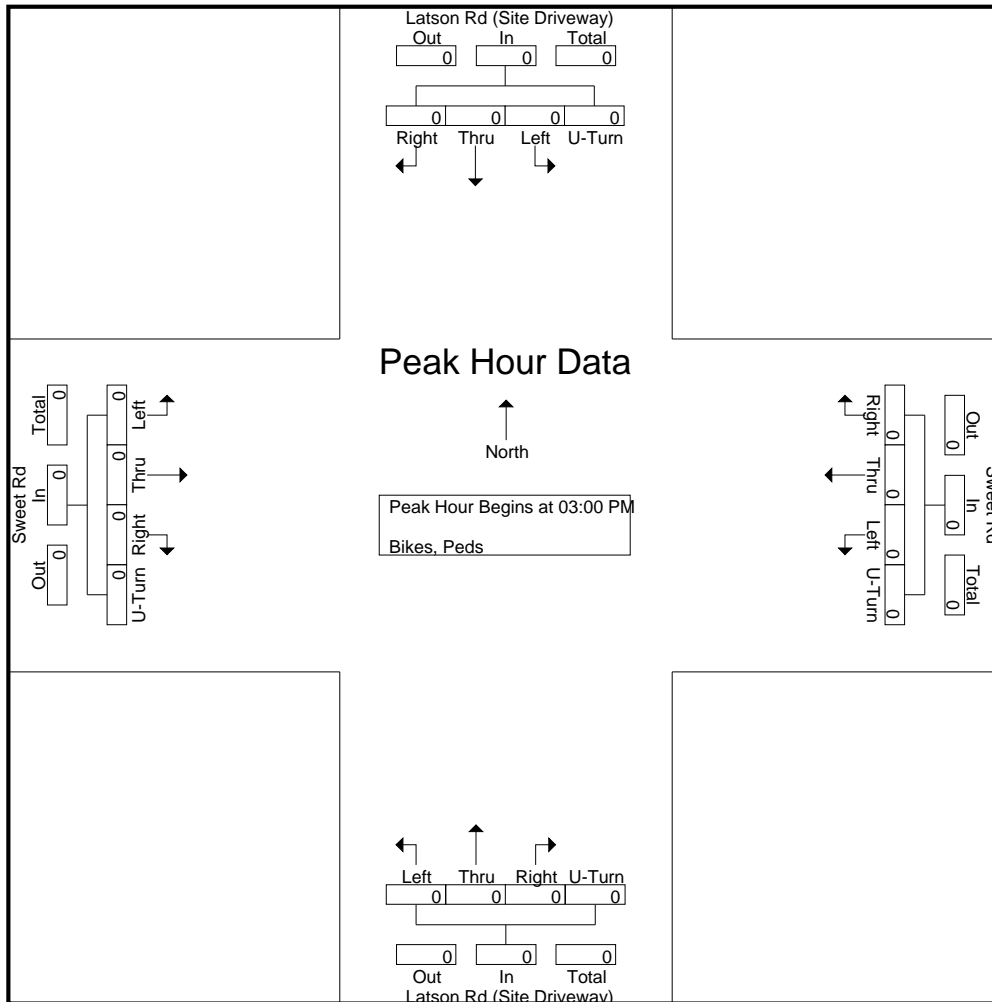 Latson Rd (Site Driveway)
Out In Total
0 0 0
0 0 0 0
Right Thru Left U-Turn
Peak Hour Data
North
Peak Hour Begins at 03:00 PM
Bikes, Peds
Sweet Rd
Total In Out
0 0 0
0 0 0 0
Left Thru Right U-Turn
Right Thru Left U-Turn
0 0 0 0
0 0 0
Out In Total
Sweet Rd
Left Thru Right U-Turn
0 0 0 0
0 0 0
Out In Total
Latson Rd (Site Driveway)